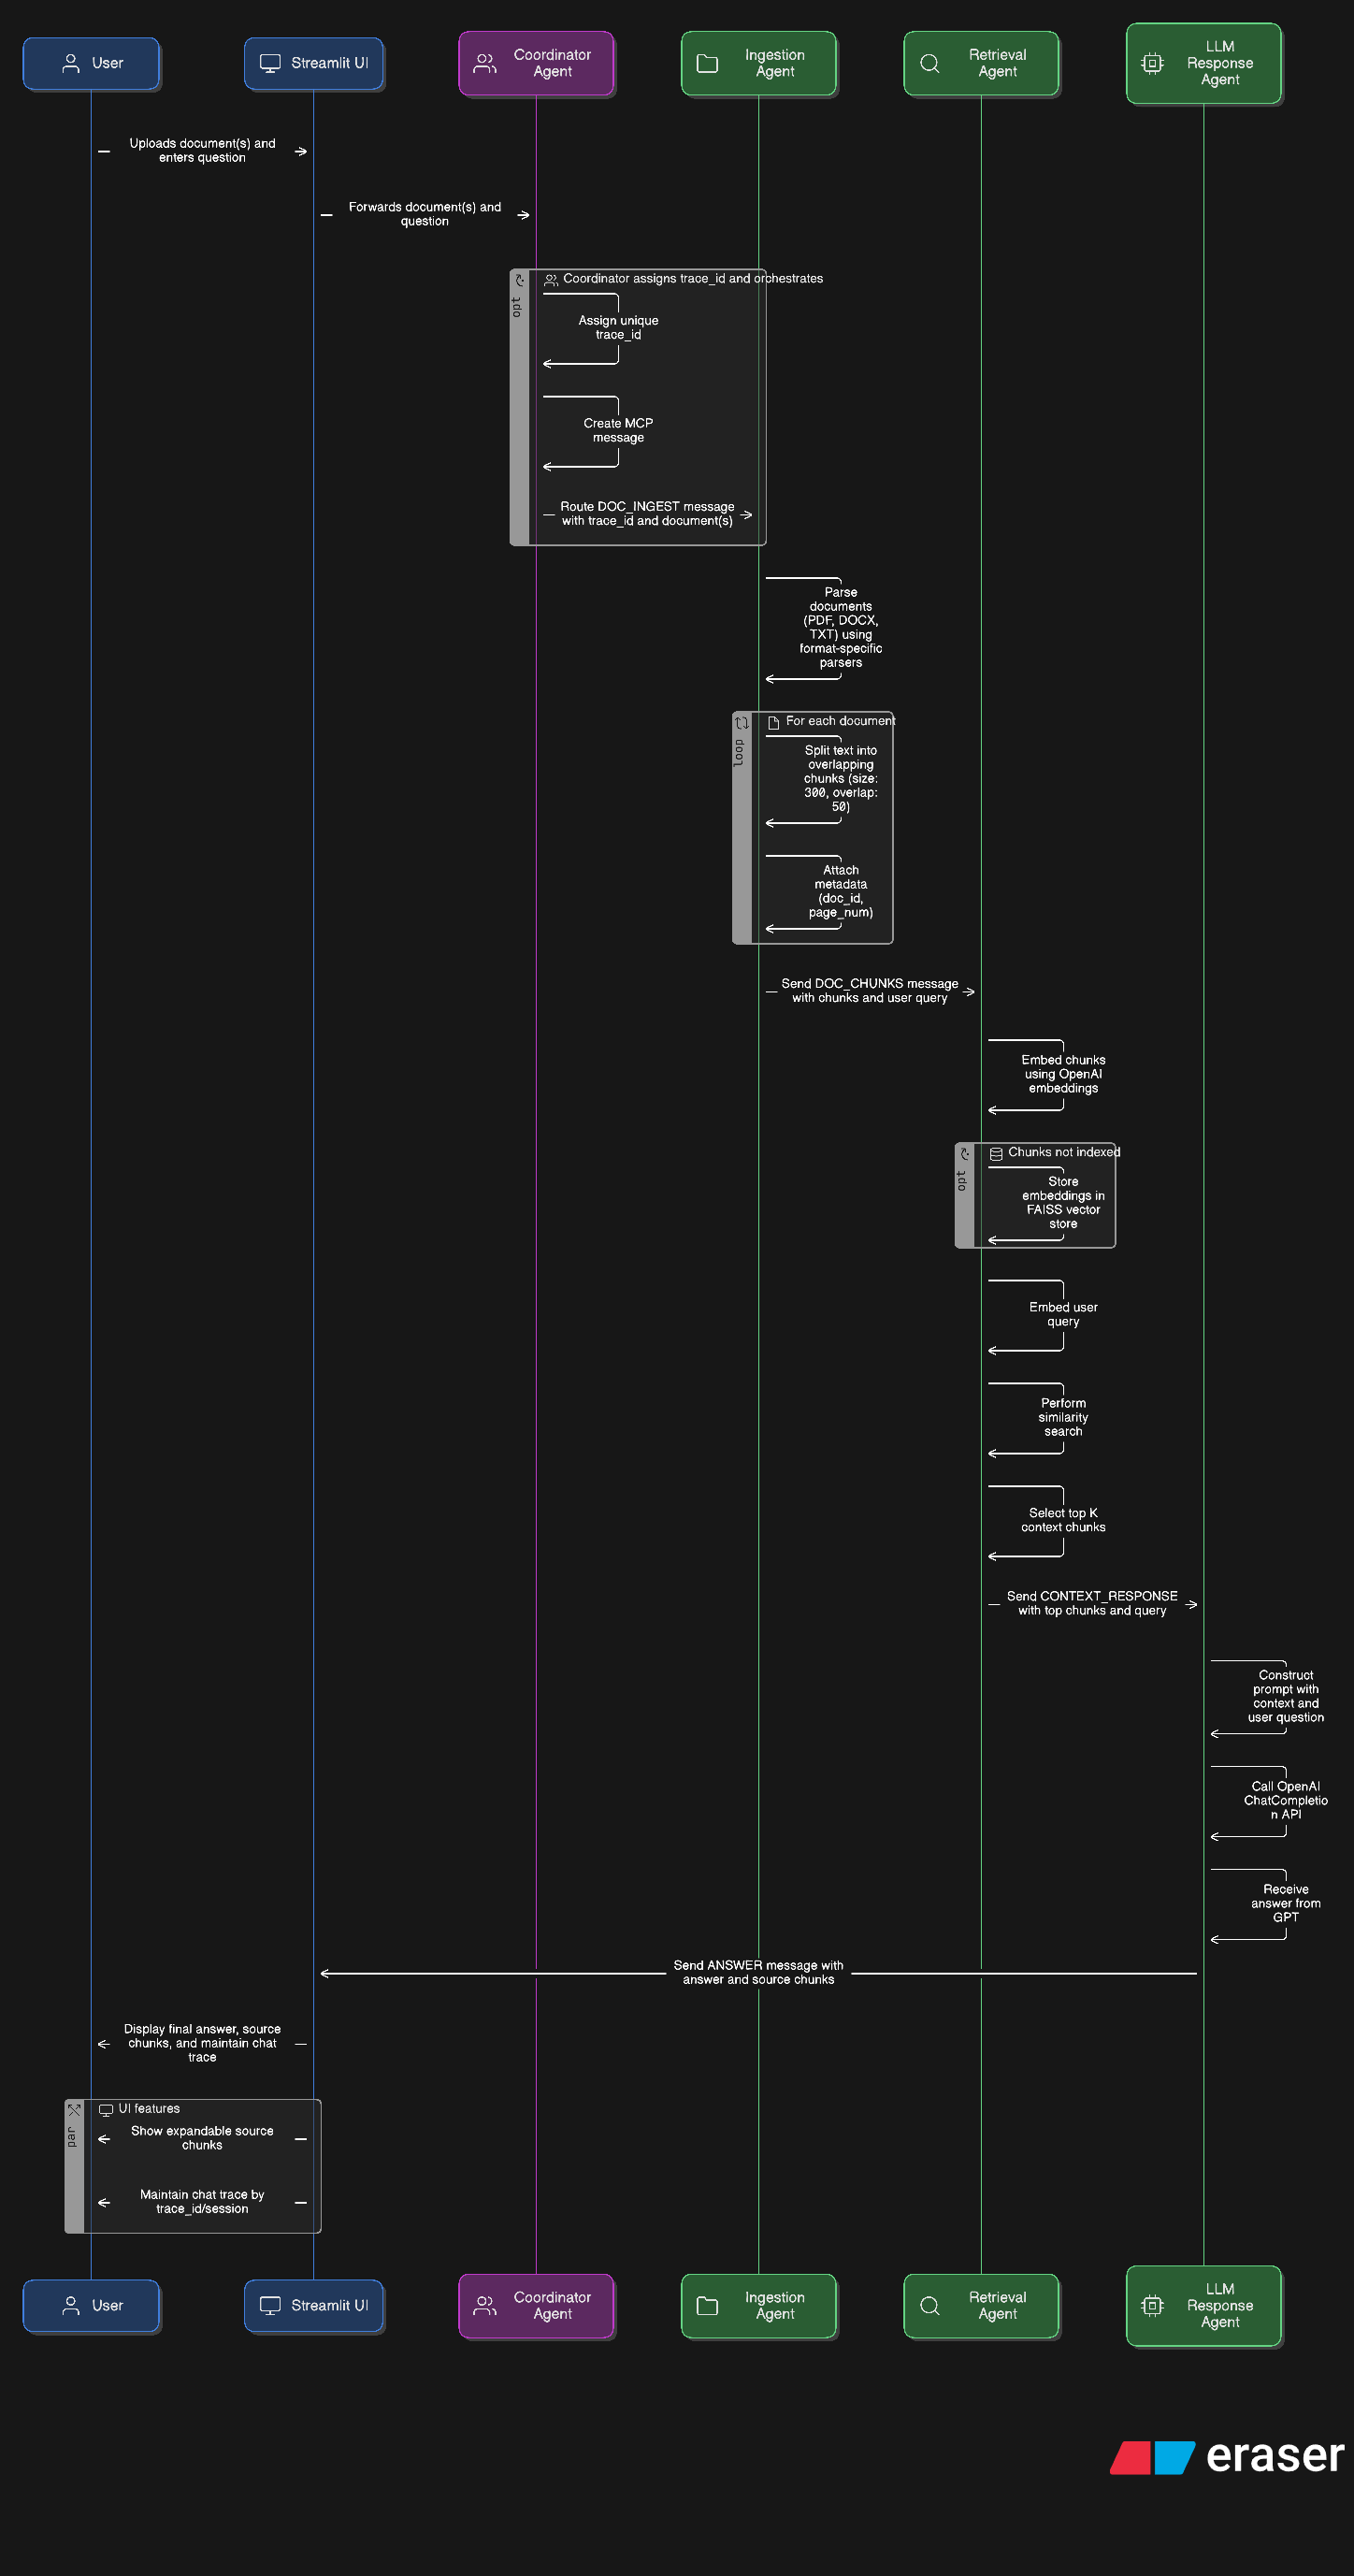 User
Streamlit UI
Coordinator
Agent
Ingestion
Agent
Retrieval
Agent
LLM
Response
Agent
Uploads document(s) and
enters question
Forwards document(s) and
question
opt
Coordinator assigns trace_id and orchestrates
Assign unique
trace_id
Create MCP
message
Route DOC_INGEST message
with trace_id and document(s)
Parse
documents
(PDF, DOCX,
TXT) using
format-specific
parsers
loop
For each document
Split text into
overlapping
chunks (size:
300, overlap:
50)
Attach
metadata
(doc_id,
page_num)
Send DOC_CHUNKS message
with chunks and user query
Embed chunks
using OpenAI
embeddings
opt
Chunks not indexed
Store
embeddings in
FAISS vector
store
Embed user
query
Perform
similarity
search
Select top K
context chunks
Send CONTEXT_RESPONSE
with top chunks and query
Construct
prompt with
context and
user question
Call OpenAI
ChatCompletio
n API
Receive
answer from
GPT
Send ANSWER message with
answer and source chunks
Display final answer, source
chunks, and maintain chat
trace
par
UI features
Show expandable source
chunks
Maintain chat trace by
trace_id/session
User
Streamlit UI
Coordinator
Agent
Ingestion
Agent
Retrieval
Agent
LLM
Response
Agent
eraser